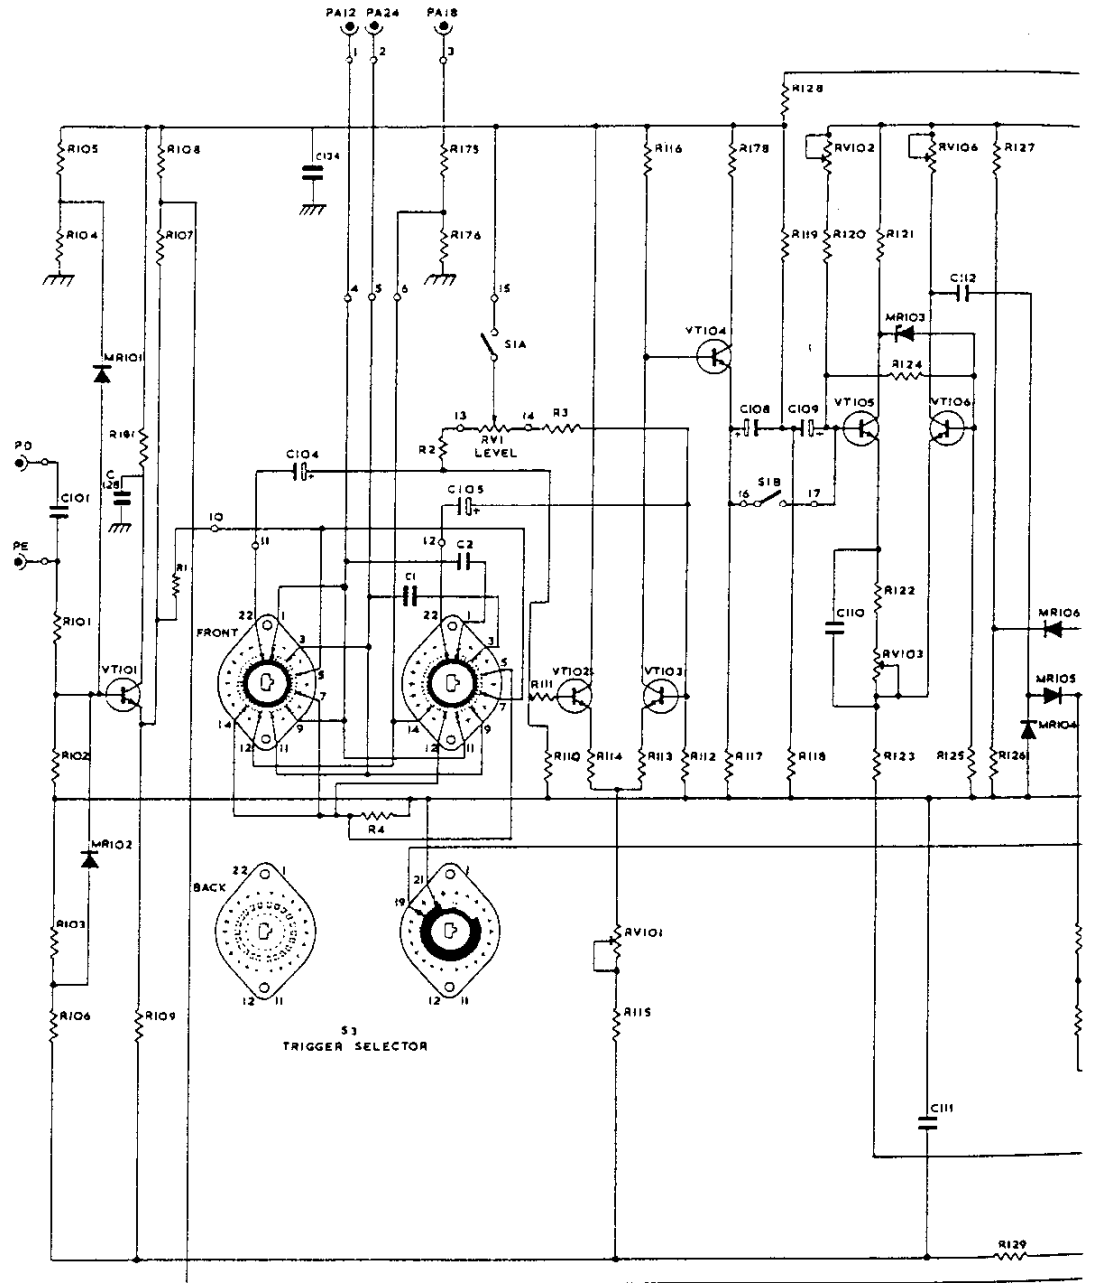 PA12 PA24 PA18
1 2 3
R128
R105 R108 C134 R175 R116 R178 RV102 RV106 R127
R104 R107 R176 R119 R120 R121
C112
4 5 6 15
MR103
VT104
S1A
MR101
R124
VT105 VT106
13 14 R3 C108 C109
R191 R2 RV1
LEVEL
PD
C104
C 128
S1B
C101 C105 16 17
10
PE 11 12 C2
R1 C1
R122
R101 22 1 22 1 C110 MR106
FRONT
3 3
RV103
VT101 5 5 VT102 VT103
R111 MR105
7 7
14 9 14 9 MR104
12 11 12 11
R102 R110 R114 R113 R112 R117 R118 R123 R125 R126
R4
MR102
22 1 21 1
BACK
19
R103 RV101
12 11 12 11
R106 R109 R115
S3
TRIGGER SELECTOR
C111
R129